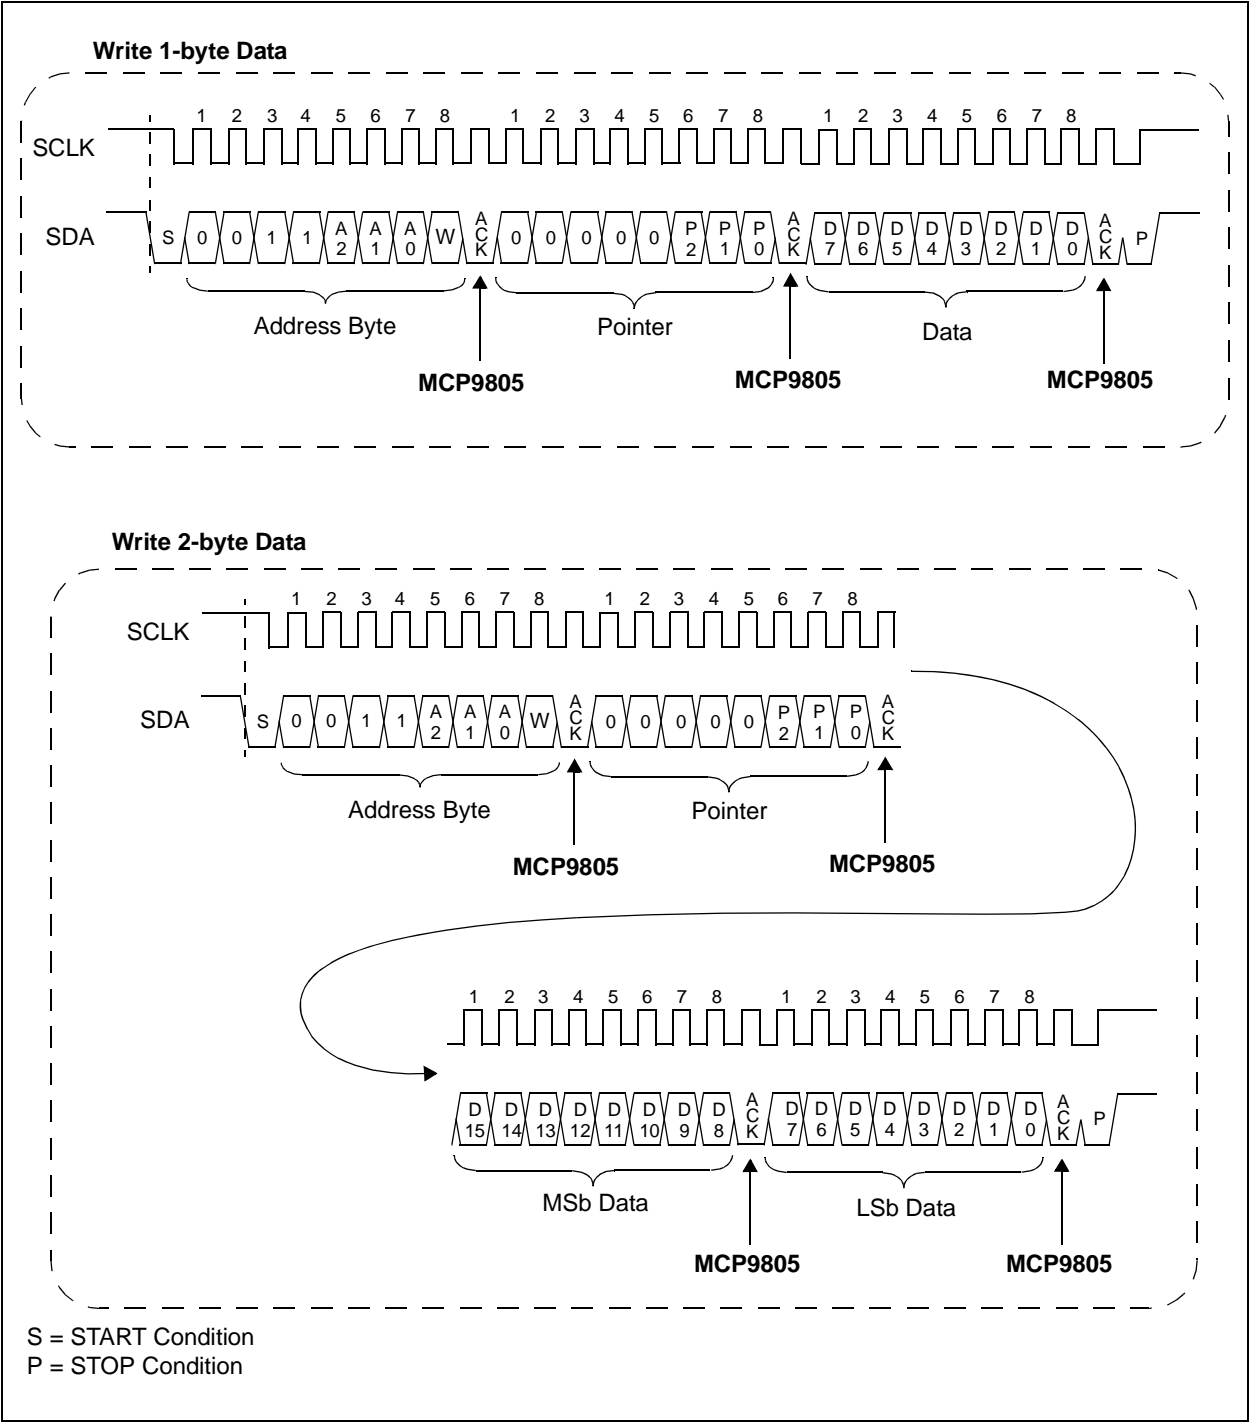 Write 1-byte Data
1 2 3 4 5 6 7 8 1 2 3 4 5 6 7 8 1 2 3 4 5 6 7 8
SCLK
SDA S 0 0 1 1 A2 A1 A0 W ACK 0 0 0 0 0 P2 P1 P0 ACK D7 D6 D5 D4 D3 D2 D1 D0 ACK P
Address Byte Pointer Data
MCP9805 MCP9805 MCP9805
Write 2-byte Data
1 2 3 4 5 6 7 8 1 2 3 4 5 6 7 8
SCLK
SDA S 0 0 1 1 A2 A1 A0 W ACK 0 0 0 0 0 P2 P1 P0 ACK
Address Byte Pointer
MCP9805 MCP9805
1 2 3 4 5 6 7 8 1 2 3 4 5 6 7 8
D15 D14 D13 D12 D11 D10 D9 D8 ACK D7 D6 D5 D4 D3 D2 D1 D0 ACK P
MSb Data LSb Data
MCP9805 MCP9805
S = START Condition
P = STOP Condition